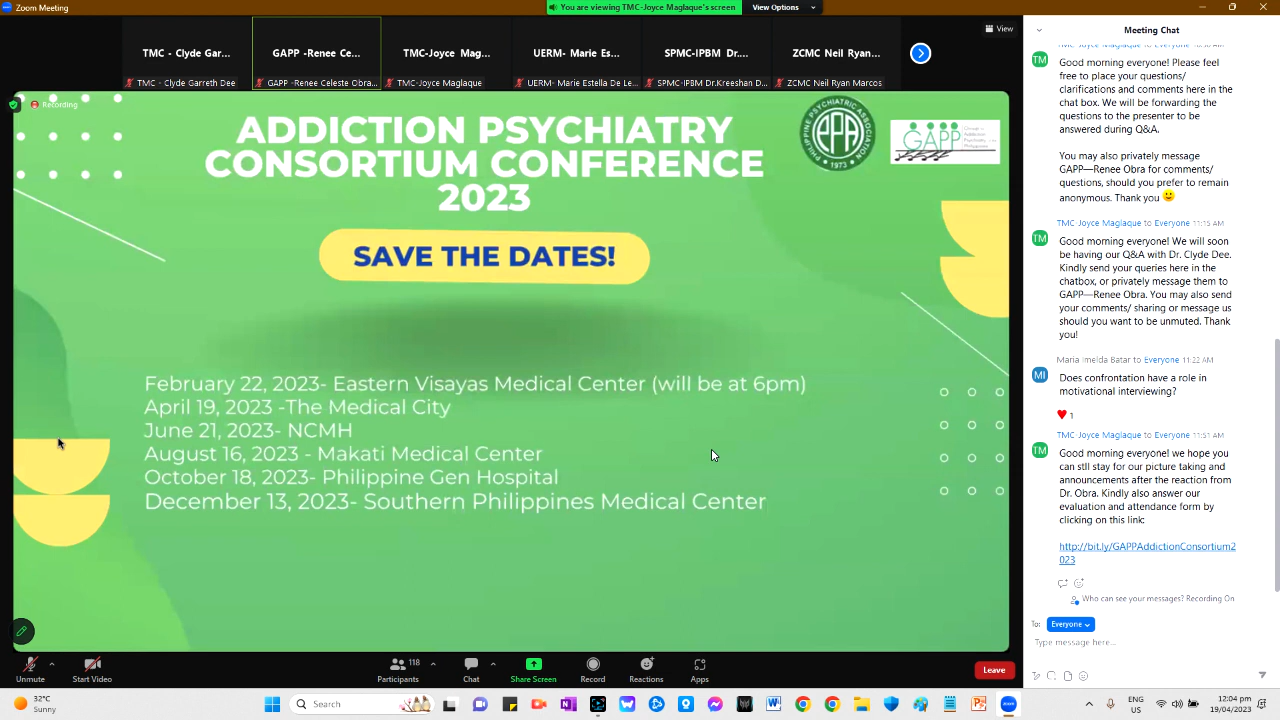 Zoom Meeting
You are viewing TMC-Joyce Maglaque's screen
View Options
View
TMC - Clyde Gar...
GAPP -Renee Ce...
TMC-Joyce Mag...
UERM- Marie Es...
SPMC-IPBM Dr....
ZCMC Neil Ryan...
TMC - Clyde Gareth Dee
GAPP -Renee Celeste Obra...
TMC-Joyce Maglaque
UERM- Marie Estella De Le...
SPMC-IPBM Dr.Kreeshan D...
ZCMC Neil Ryan Marcos
Recording
ADDICTION PSYCHIATRY
CONSORTIUM CONFERENCE
2023
PHILIPPINE PSYCHIATRIC ASSOCIATION
PPA
1973
GAPP
SAVE THE DATES!
February 22, 2023- Eastern Visayas Medical Center (will be at 6pm)
April 19, 2023 -The Medical City
June 21, 2023- NCMH
August 16, 2023 - Makati Medical Center
October 18, 2023- Philippine Gen Hospital
December 13, 2023- Southern Philippines Medical Center
Meeting Chat
TM
Good morning everyone! Please feel
free to place your questions/
clarifications and comments here in the
chat box. We will be forwarding the
questions to the presenter to be
answered during Q&A.
You may also privately message
GAPP—Renee Obra for comments/
questions, should you prefer to remain
anonymous. Thank you
TMC Joyce Maglaque to Everyone 11:15 AM
TM
Good morning everyone! We will soon
be having our Q&A with Dr. Clyde Dee.
Kindly send your queries here in the
chatbox, or privately message them to
GAPP—Renee Obra. You may also send
your comments/ sharing or message us
should you want to be unmuted. Thank
you!
Maria Imelda Batar to Everyone 11:22 AM
MI
Does confrontation have a role in
motivational interviewing?
1
TMC Joyce Maglaque to Everyone 11:51 AM
TM
Good morning everyone! we hope you
can stll stay for our picture taking and
announcements after the reaction from
Dr. Obra. Kindly also answer our
evaluation and attendance form by
clicking on this link:
http://bit.ly/GAPPAddictionConsortium2
023
Who can see your messages? Recording On
To: Everyone
Type message here...
Unmute
Start Video
118
Participants
Chat
Share Screen
Record
Reactions
Apps
Leave
32°C
Sunny
Search
ENG
US
12:04 pm
19/04/2023